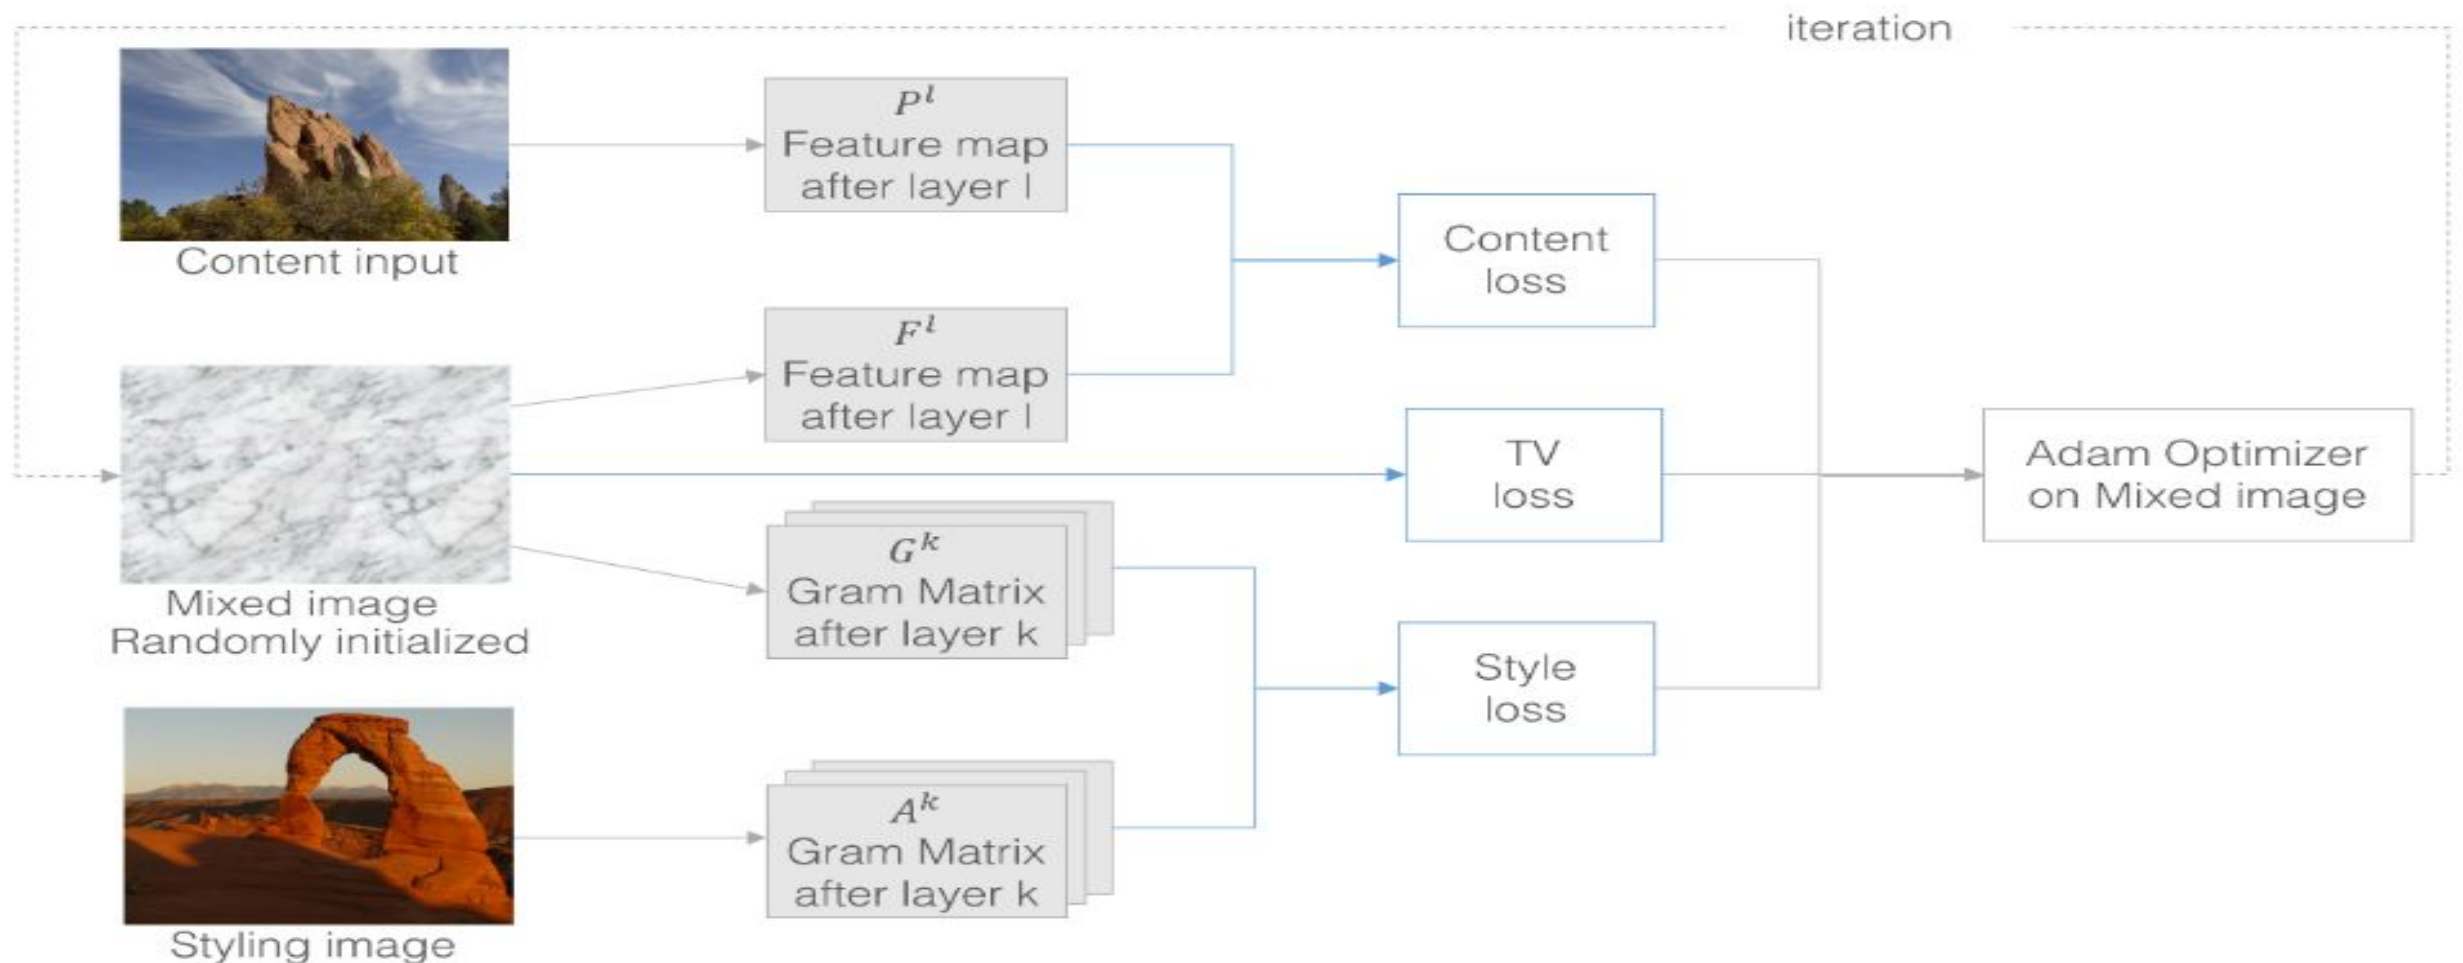 iteration
P^l
Feature map
after layer l
Content input
Content
loss
F^l
Feature map
after layer l
TV
loss
Adam Optimizer
on Mixed image
G^k
Gram Matrix
after layer k
Mixed image
Randomly initialized
Style
loss
A^k
Gram Matrix
after layer k
Styling image